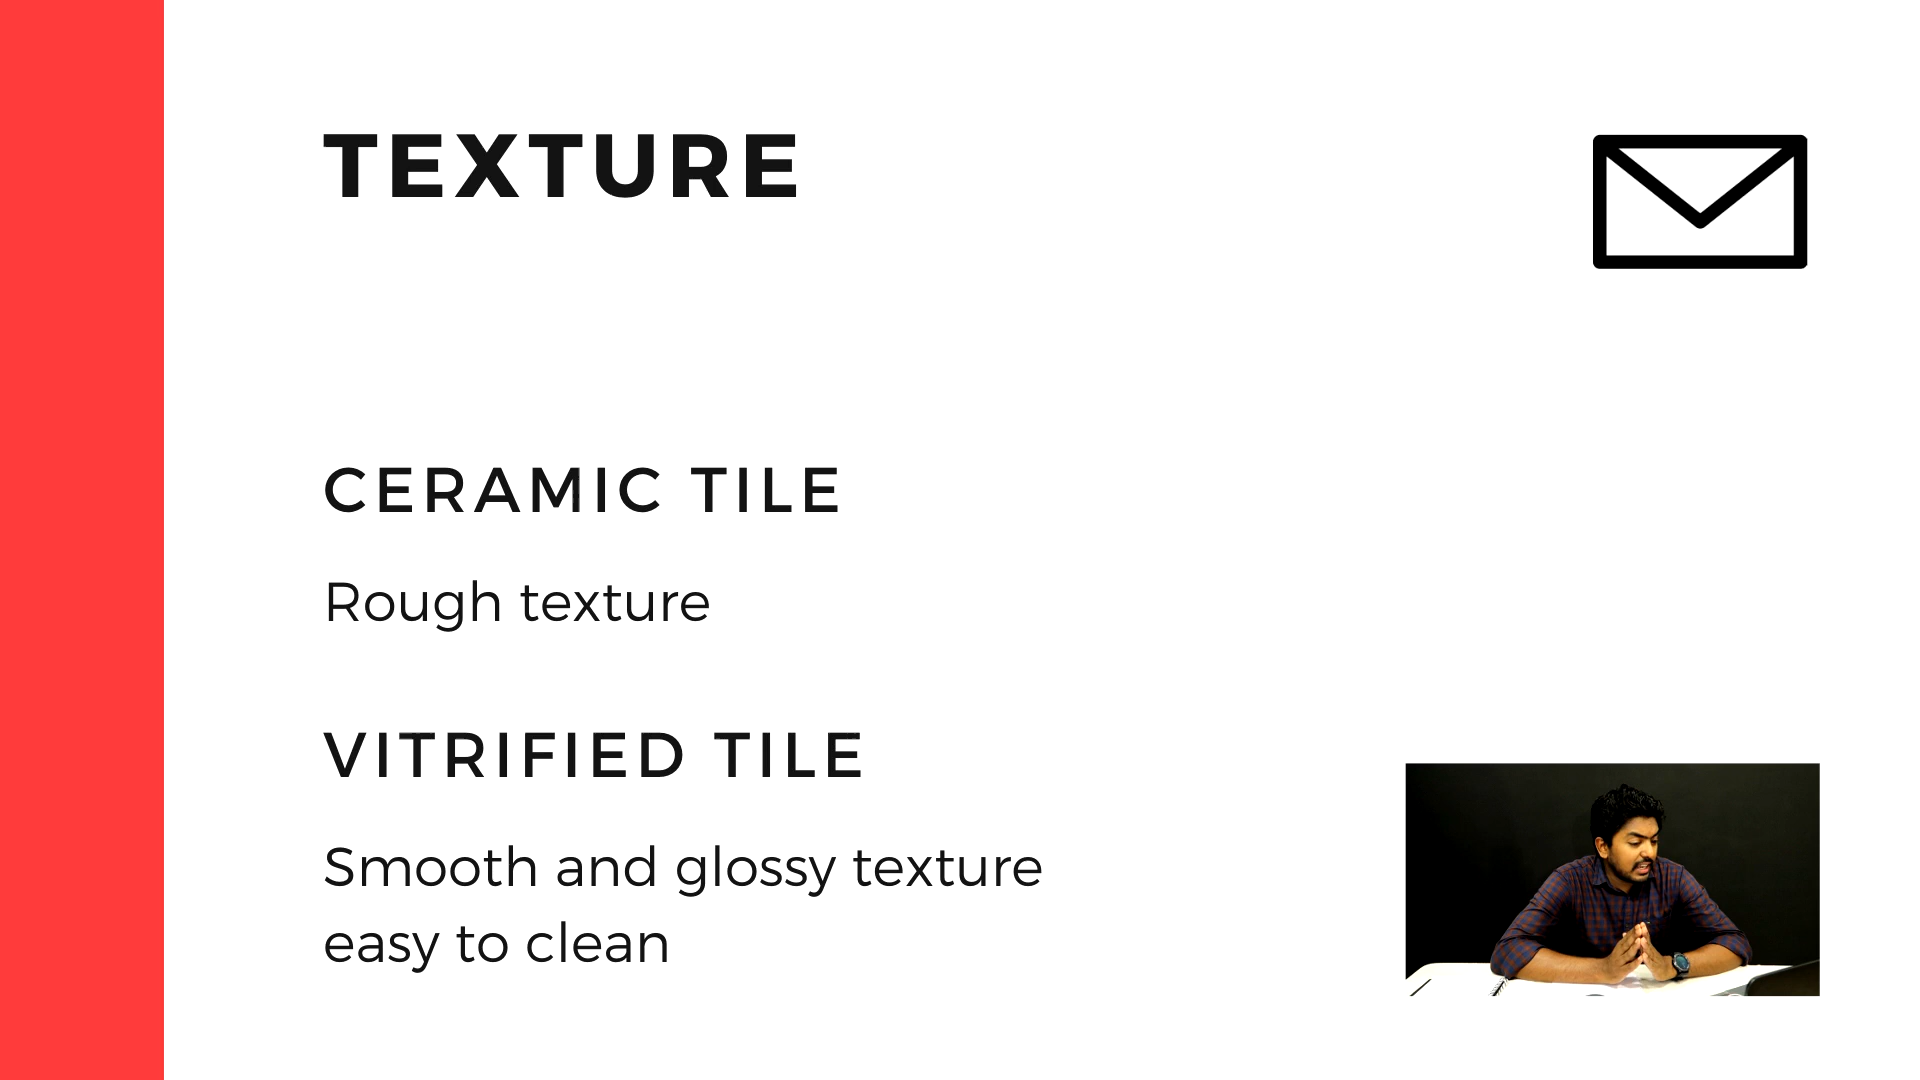 TEXTURE
CERAMIC TILE
Rough texture
VITRIFIED TILE
Smooth and glossy texture
easy to clean